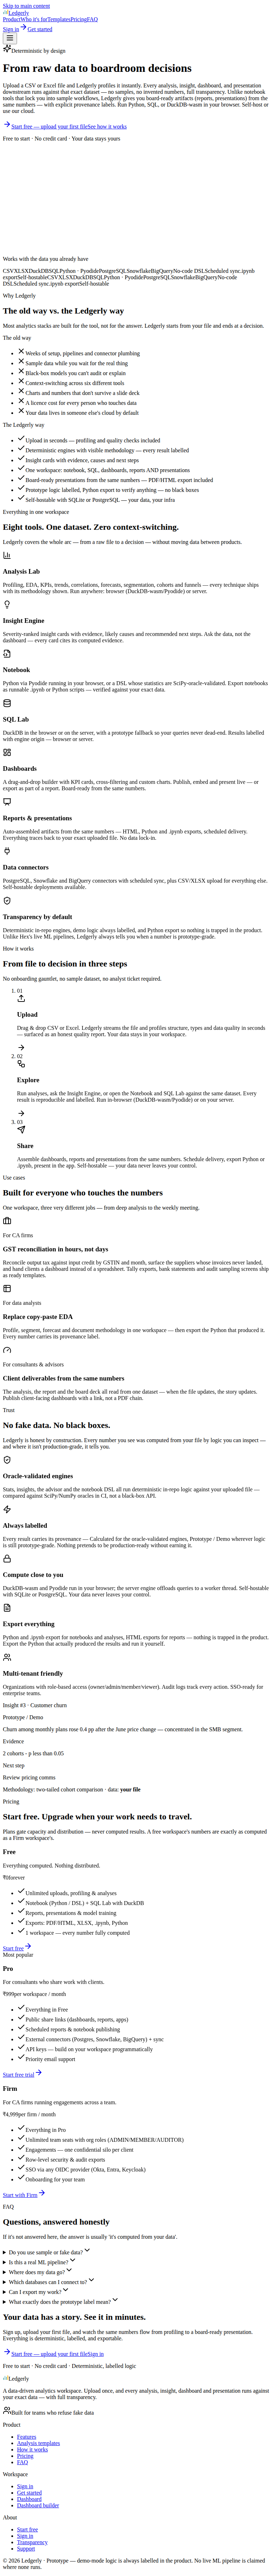 Skip to main content
Ledgerly
ProductWho it's forTemplatesPricingFAQ
Sign in Get started
Deterministic by design
From raw data to boardroom decisions
Upload a CSV or Excel file and Ledgerly profiles it instantly. Every analysis, insight, dashboard, and presentation downstream runs against that exact dataset — no samples, no invented numbers, full transparency. Unlike notebook tools that lock you into sample workflows, Ledgerly gives you board-ready artifacts (reports, presentations) from the same numbers — with explicit provenance labels. Run Python, SQL, or DuckDB-wasm in your browser. Self-host or use our cloud.
Start free — upload your first fileSee how it works
Free to start · No credit card · Your data stays yours
Works with the data you already have
CSVXLSXDuckDBSQLPython · PyodidePostgreSQLSnowflakeBigQueryNo-code DSLScheduled sync.ipynb exportSelf-hostableCSVXLSXDuckDBSQLPython · PyodidePostgreSQLSnowflakeBigQueryNo-code DSLScheduled sync.ipynb exportSelf-hostable
Why Ledgerly
The old way vs. the Ledgerly way
Most analytics stacks are built for the tool, not for the answer. Ledgerly starts from your file and ends at a decision.
The old way
Weeks of setup, pipelines and connector plumbing
Sample data while you wait for the real thing
Black-box models you can't audit or explain
Context-switching across six different tools
Charts and numbers that don't survive a slide deck
A licence cost for every person who touches data
Your data lives in someone else's cloud by default
The Ledgerly way
Upload in seconds — profiling and quality checks included
Deterministic engines with visible methodology — every result labelled
Insight cards with evidence, causes and next steps
One workspace: notebook, SQL, dashboards, reports AND presentations
Board-ready presentations from the same numbers — PDF/HTML export included
Prototype logic labelled, Python export to verify anything — no black boxes
Self-hostable with SQLite or PostgreSQL — your data, your infra
Everything in one workspace
Eight tools. One dataset. Zero context-switching.
Ledgerly covers the whole arc — from a raw file to a decision — without moving data between products.
Analysis Lab
Profiling, EDA, KPIs, trends, correlations, forecasts, segmentation, cohorts and funnels — every technique ships with its methodology shown. Run anywhere: browser (DuckDB-wasm/Pyodide) or server.
Insight Engine
Severity-ranked insight cards with evidence, likely causes and recommended next steps. Ask the data, not the dashboard — every card cites its computed evidence.
Notebook
Python via Pyodide running in your browser, or a DSL whose statistics are SciPy-oracle-validated. Export notebooks as runnable .ipynb or Python scripts — verified against your exact data.
SQL Lab
DuckDB in the browser or on the server, with a prototype fallback so your queries never dead-end. Results labelled with engine origin — browser or server.
Dashboards
A drag-and-drop builder with KPI cards, cross-filtering and custom charts. Publish, embed and present live — or export as part of a report. Board-ready from the same numbers.
Reports & presentations
Auto-assembled artifacts from the same numbers — HTML, Python and .ipynb exports, scheduled delivery. Everything traces back to your exact uploaded file. No data lock-in.
Data connectors
PostgreSQL, Snowflake and BigQuery connectors with scheduled sync, plus CSV/XLSX upload for everything else. Self-hostable deployments available.
Transparency by default
Deterministic in-repo engines, demo logic always labelled, and Python export so nothing is trapped in the product. Unlike Hex's live-ML pipelines, Ledgerly always tells you when a number is prototype-grade.
How it works
From file to decision in three steps
No onboarding gauntlet, no sample dataset, no analyst ticket required.
1. 01
Upload
Drag & drop CSV or Excel. Ledgerly streams the file and profiles structure, types and data quality in seconds — surfaced as an honest quality report. Your data stays in your workspace.
2. 02
Explore
Run analyses, ask the Insight Engine, or open the Notebook and SQL Lab against the same dataset. Every result is reproducible and labelled. Run in-browser (DuckDB-wasm/Pyodide) or on your server.
3. 03
Share
Assemble dashboards, reports and presentations from the same numbers. Schedule delivery, export Python or .ipynb, present in the app. Self-hostable — your data never leaves your control.
Use cases
Built for everyone who touches the numbers
One workspace, three very different jobs — from deep analysis to the weekly meeting.
For CA firms
GST reconciliation in hours, not days
Reconcile output tax against input credit by GSTIN and month, surface the suppliers whose invoices never landed, and hand clients a dashboard instead of a spreadsheet. Tally exports, bank statements and audit sampling screens ship as ready templates.
For data analysts
Replace copy-paste EDA
Profile, segment, forecast and document methodology in one workspace — then export the Python that produced it. Every number carries its provenance label.
For consultants & advisors
Client deliverables from the same numbers
The analysis, the report and the board deck all read from one dataset — when the file updates, the story updates. Publish client-facing dashboards with a link, not a PDF chain.
Trust
No fake data. No black boxes.
Ledgerly is honest by construction. Every number you see was computed from your file by logic you can inspect — and where it isn't production-grade, it tells you.
Oracle-validated engines
Stats, insights, the advisor and the notebook DSL all run deterministic in-repo logic against your uploaded file — compared against SciPy/NumPy oracles in CI, not a black-box API.
Always labelled
Every result carries its provenance — Calculated for the oracle-validated engines, Prototype / Demo wherever logic is still prototype-grade. Nothing pretends to be production-ready without earning it.
Compute close to you
DuckDB-wasm and Pyodide run in your browser; the server engine offloads queries to a worker thread. Self-hostable with SQLite or PostgreSQL. Your data never leaves your control.
Export everything
Python and .ipynb export for notebooks and analyses, HTML exports for reports — nothing is trapped in the product. Export the Python that actually produced the results and run it yourself.
Multi-tenant friendly
Organizations with role-based access (owner/admin/member/viewer). Audit logs track every action. SSO-ready for enterprise teams.
Insight #3 · Customer churn
Prototype / Demo
Churn among monthly plans rose 0.4 pp after the June price change — concentrated in the SMB segment.
Evidence
2 cohorts · p less than 0.05
Next step
Review pricing comms
Methodology: two-tailed cohort comparison · data: your file
Pricing
Start free. Upgrade when your work needs to travel.
Plans gate capacity and distribution — never computed results. A free workspace's numbers are exactly as computed as a Firm workspace's.
Free
Everything computed. Nothing distributed.
₹0forever
Unlimited uploads, profiling & analyses
Notebook (Python / DSL) + SQL Lab with DuckDB
Reports, presentations & model training
Exports: PDF/HTML, XLSX, .ipynb, Python
1 workspace — every number fully computed
Start free
Most popular
Pro
For consultants who share work with clients.
₹999per workspace / month
Everything in Free
Public share links (dashboards, reports, apps)
Scheduled reports & notebook publishing
External connectors (Postgres, Snowflake, BigQuery) + sync
API keys — build on your workspace programmatically
Priority email support
Start free trial
Firm
For CA firms running engagements across a team.
₹4,999per firm / month
Everything in Pro
Unlimited team seats with org roles (ADMIN/MEMBER/AUDITOR)
Engagements — one confidential silo per client
Row-level security & audit exports
SSO via any OIDC provider (Okta, Entra, Keycloak)
Onboarding for your team
Start with Firm
FAQ
Questions, answered honestly
If it's not answered here, the answer is usually 'it's computed from your data'.
Do you use sample or fake data?
Is this a real ML pipeline?
Where does my data go?
Which databases can I connect to?
Can I export my work?
What exactly does the prototype label mean?
Your data has a story. See it in minutes.
Sign up, upload your first file, and watch the same numbers flow from profiling to a board-ready presentation. Everything is deterministic, labelled, and exportable.
Start free — upload your first fileSign in
Free to start · No credit card · Deterministic, labelled logic
Ledgerly
A data-driven analytics workspace. Upload once, and every analysis, insight, dashboard and presentation runs against your exact data — with full transparency.
Built for teams who refuse fake data
Product
Features
Analysis templates
How it works
Pricing
FAQ
Workspace
Sign in
Get started
Dashboard
Dashboard builder
About
Start free
Sign in
Transparency
Support
© 2026 Ledgerly · Prototype — demo-mode logic is always labelled in the product. No live ML pipeline is claimed where none runs.